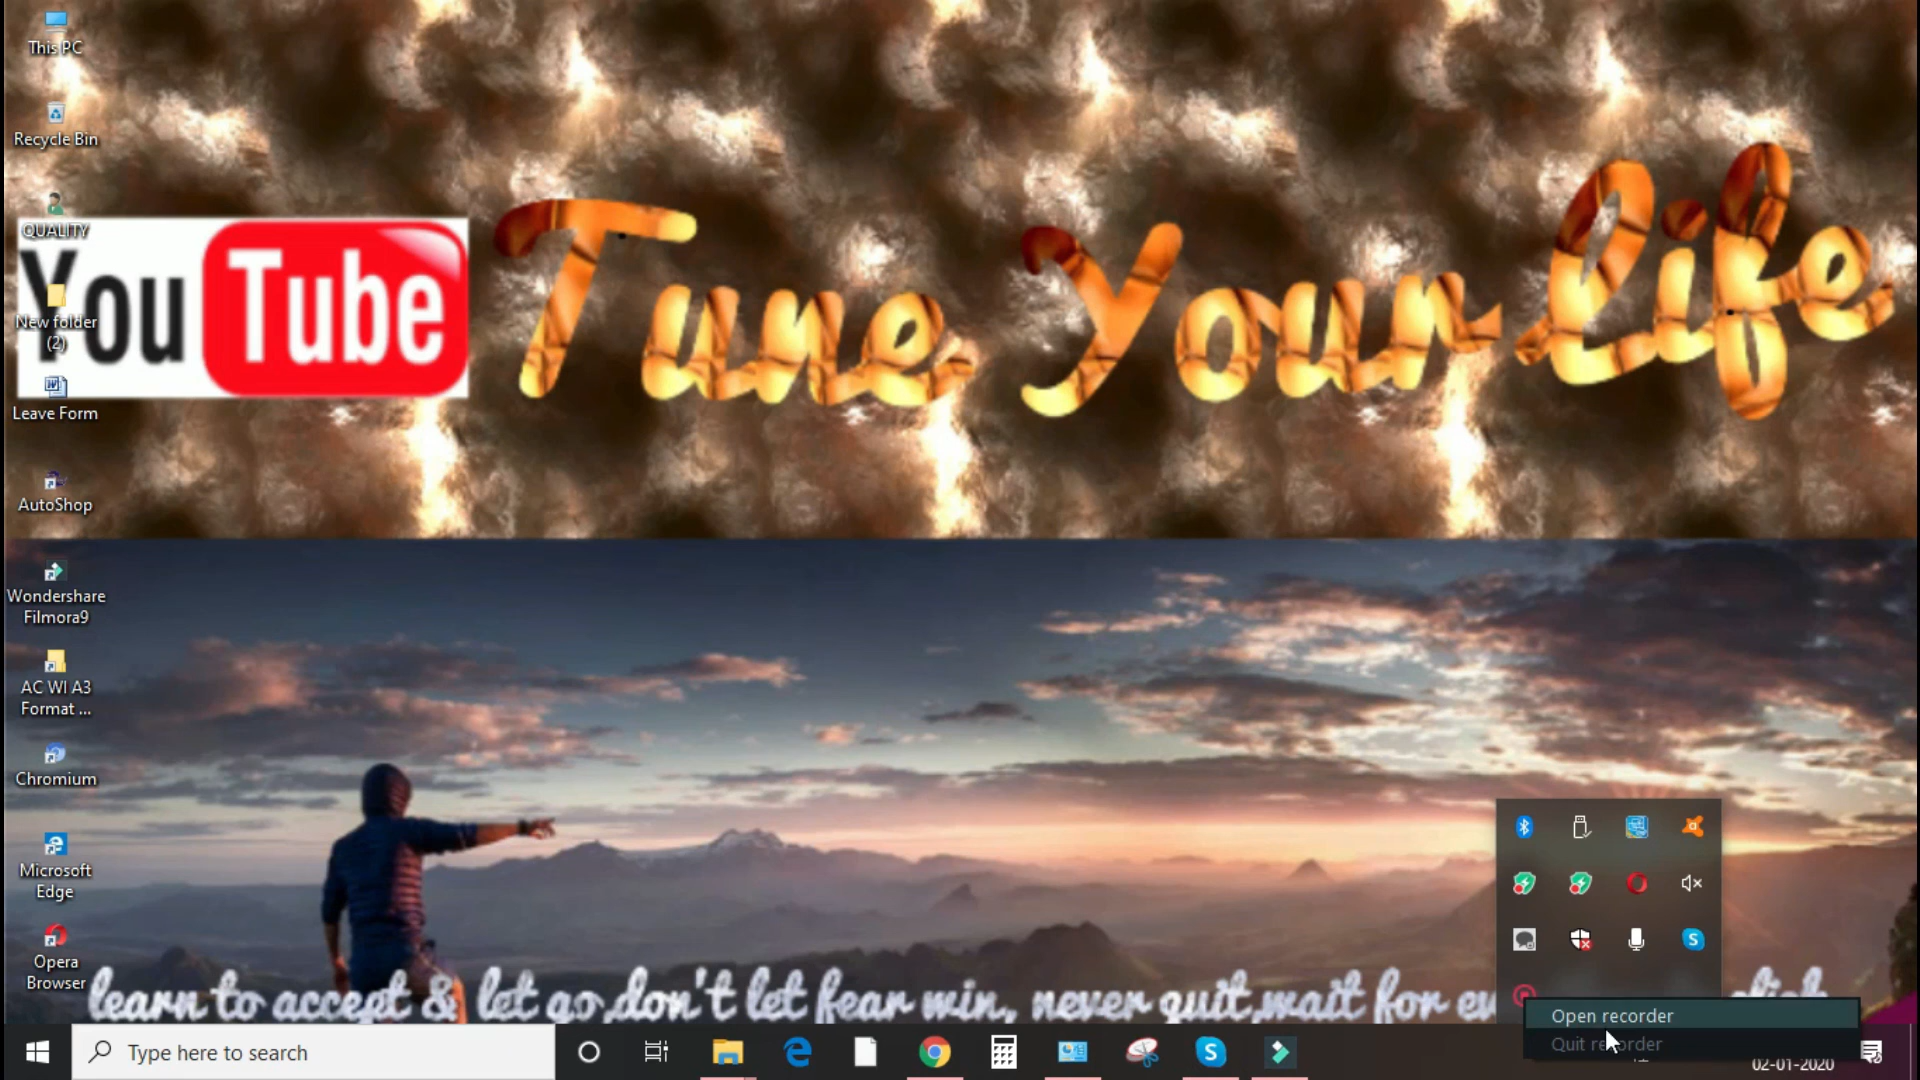 This PC
Recycle Bin
QUALITY
New folder
(2)
Leave Form
AutoShop
Wondershare
Filmora9
AC WI A3
Format ...
Chromium
Microsoft
Edge
Opera
Browser
YouTube
Tune Your life
learn to accept & let go,don't let fear win, never quit,wait for
Open recorder
Quit recorder
Type here to search
02-01-2020